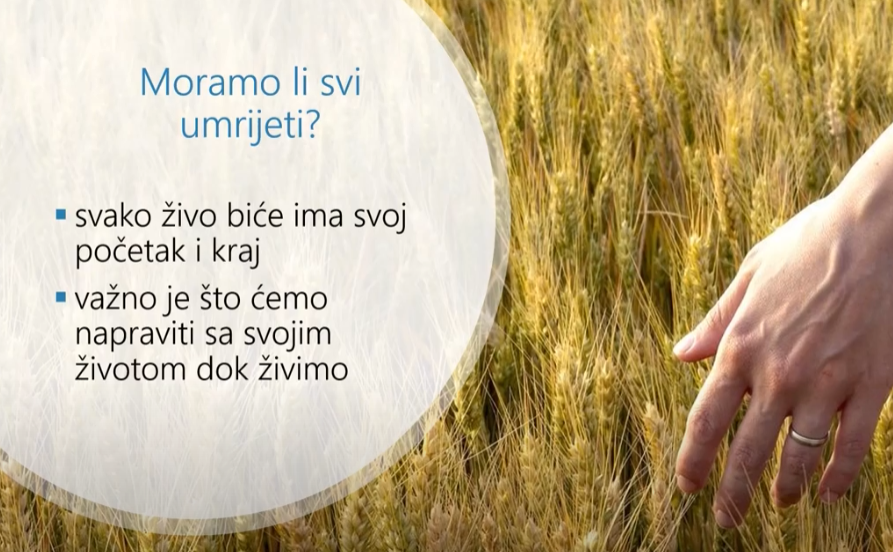 Moramo li svi
umrijeti?
▪ svako živo biće ima svoj
početak i kraj
▪ važno je što ćemo
napraviti sa svojim
životom dok živimo